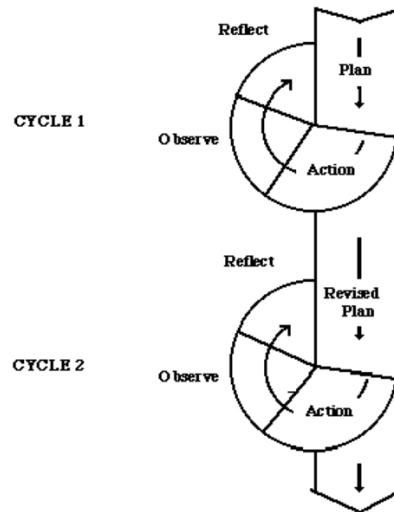 Reflect
Plan
CYCLE 1
Observe
Action
Reflect
Revised
Plan
CYCLE 2
Observe
Action